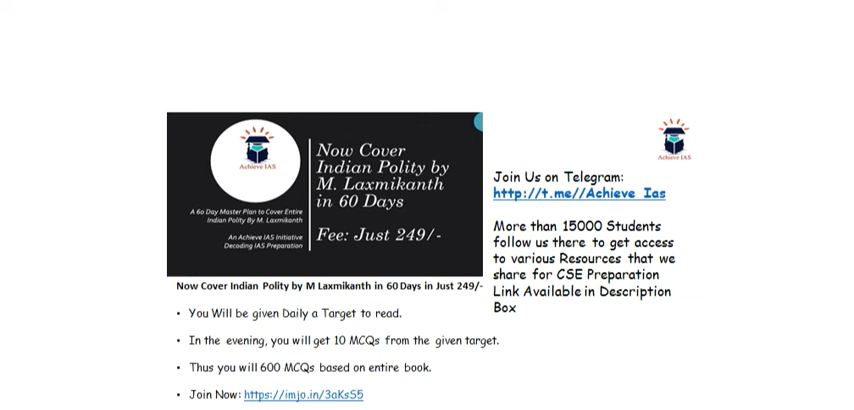 Achieve IAS
A 60 Day Master Plan to Cover Entire
Indian Polity By M. Laxmikanth
An Achieve IAS Initiative
Decoding IAS Preparation
Now Cover
Indian Polity by
M. Laxmikanth
in 60 Days
Fee: Just 249/-
Now Cover Indian Polity by M Laxmikanth in 60 Days in Just 249/-
• You Will be given Daily a Target to read.
• In the evening, you will get 10 MCQs from the given target.
• Thus you will 600 MCQs based on entire book.
• Join Now: https://imjo.in/3aKsS5
Achieve IAS
Join Us on Telegram:
http://t.me//Achieve_Ias
More than 15000 Students
follow us there to get access
to various Resources that we
share for CSE Preparation
Link Available in Description
Box